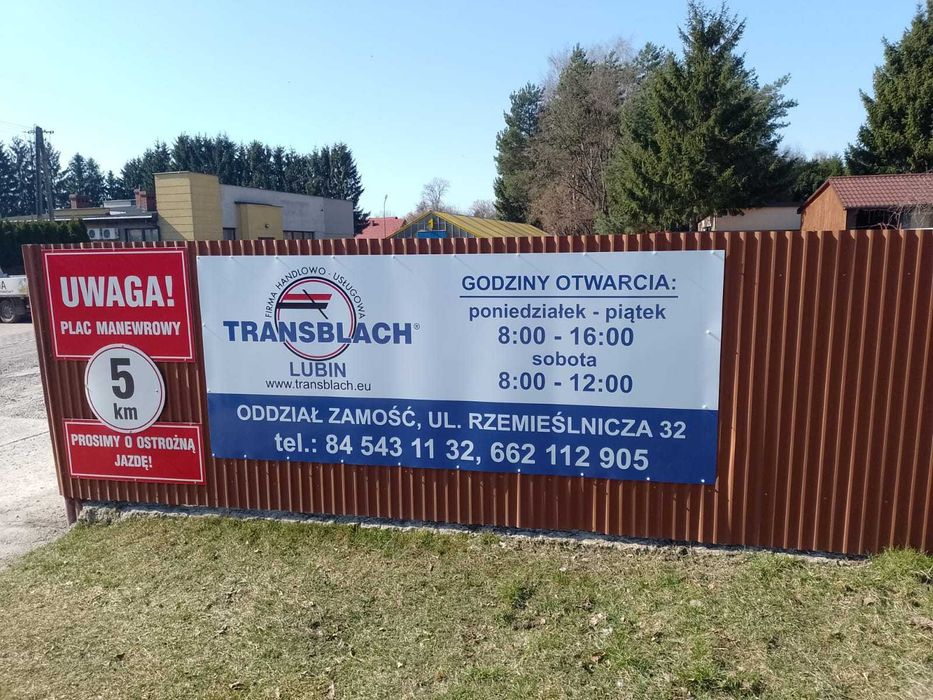 UWAGA!
PLAC MANEWROWY
5
km
PROSIMY O OSTROŻNĄ
JAZDĘ!
FIRMA HANDLOWO - USŁUGOWA
TRANSBLACH®
LUBIN
www.transblach.eu
GODZINY OTWARCIA:
poniedziałek - piątek
8:00 - 16:00
sobota
8:00 - 12:00
ODDZIAŁ ZAMOŚĆ, UL. RZEMIEŚLNICZA 32
tel.: 84 543 11 32, 662 112 905